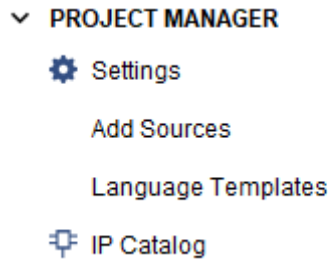 PROJECT MANAGER
Settings
Add Sources
Language Templates
IP Catalog